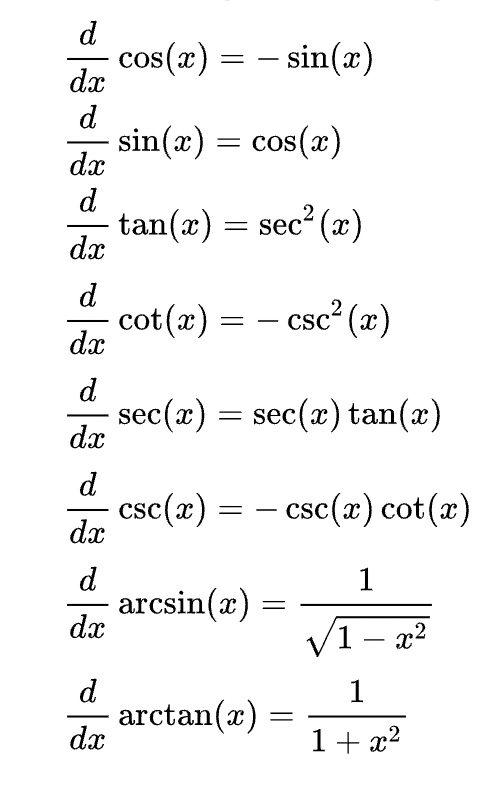 d/dx cos(x) = − sin(x)
d/dx sin(x) = cos(x)
d/dx tan(x) = sec²(x)
d/dx cot(x) = − csc²(x)
d/dx sec(x) = sec(x) tan(x)
d/dx csc(x) = − csc(x) cot(x)
d/dx arcsin(x) = 1/√(1 − x²)
d/dx arctan(x) = 1/(1 + x²)